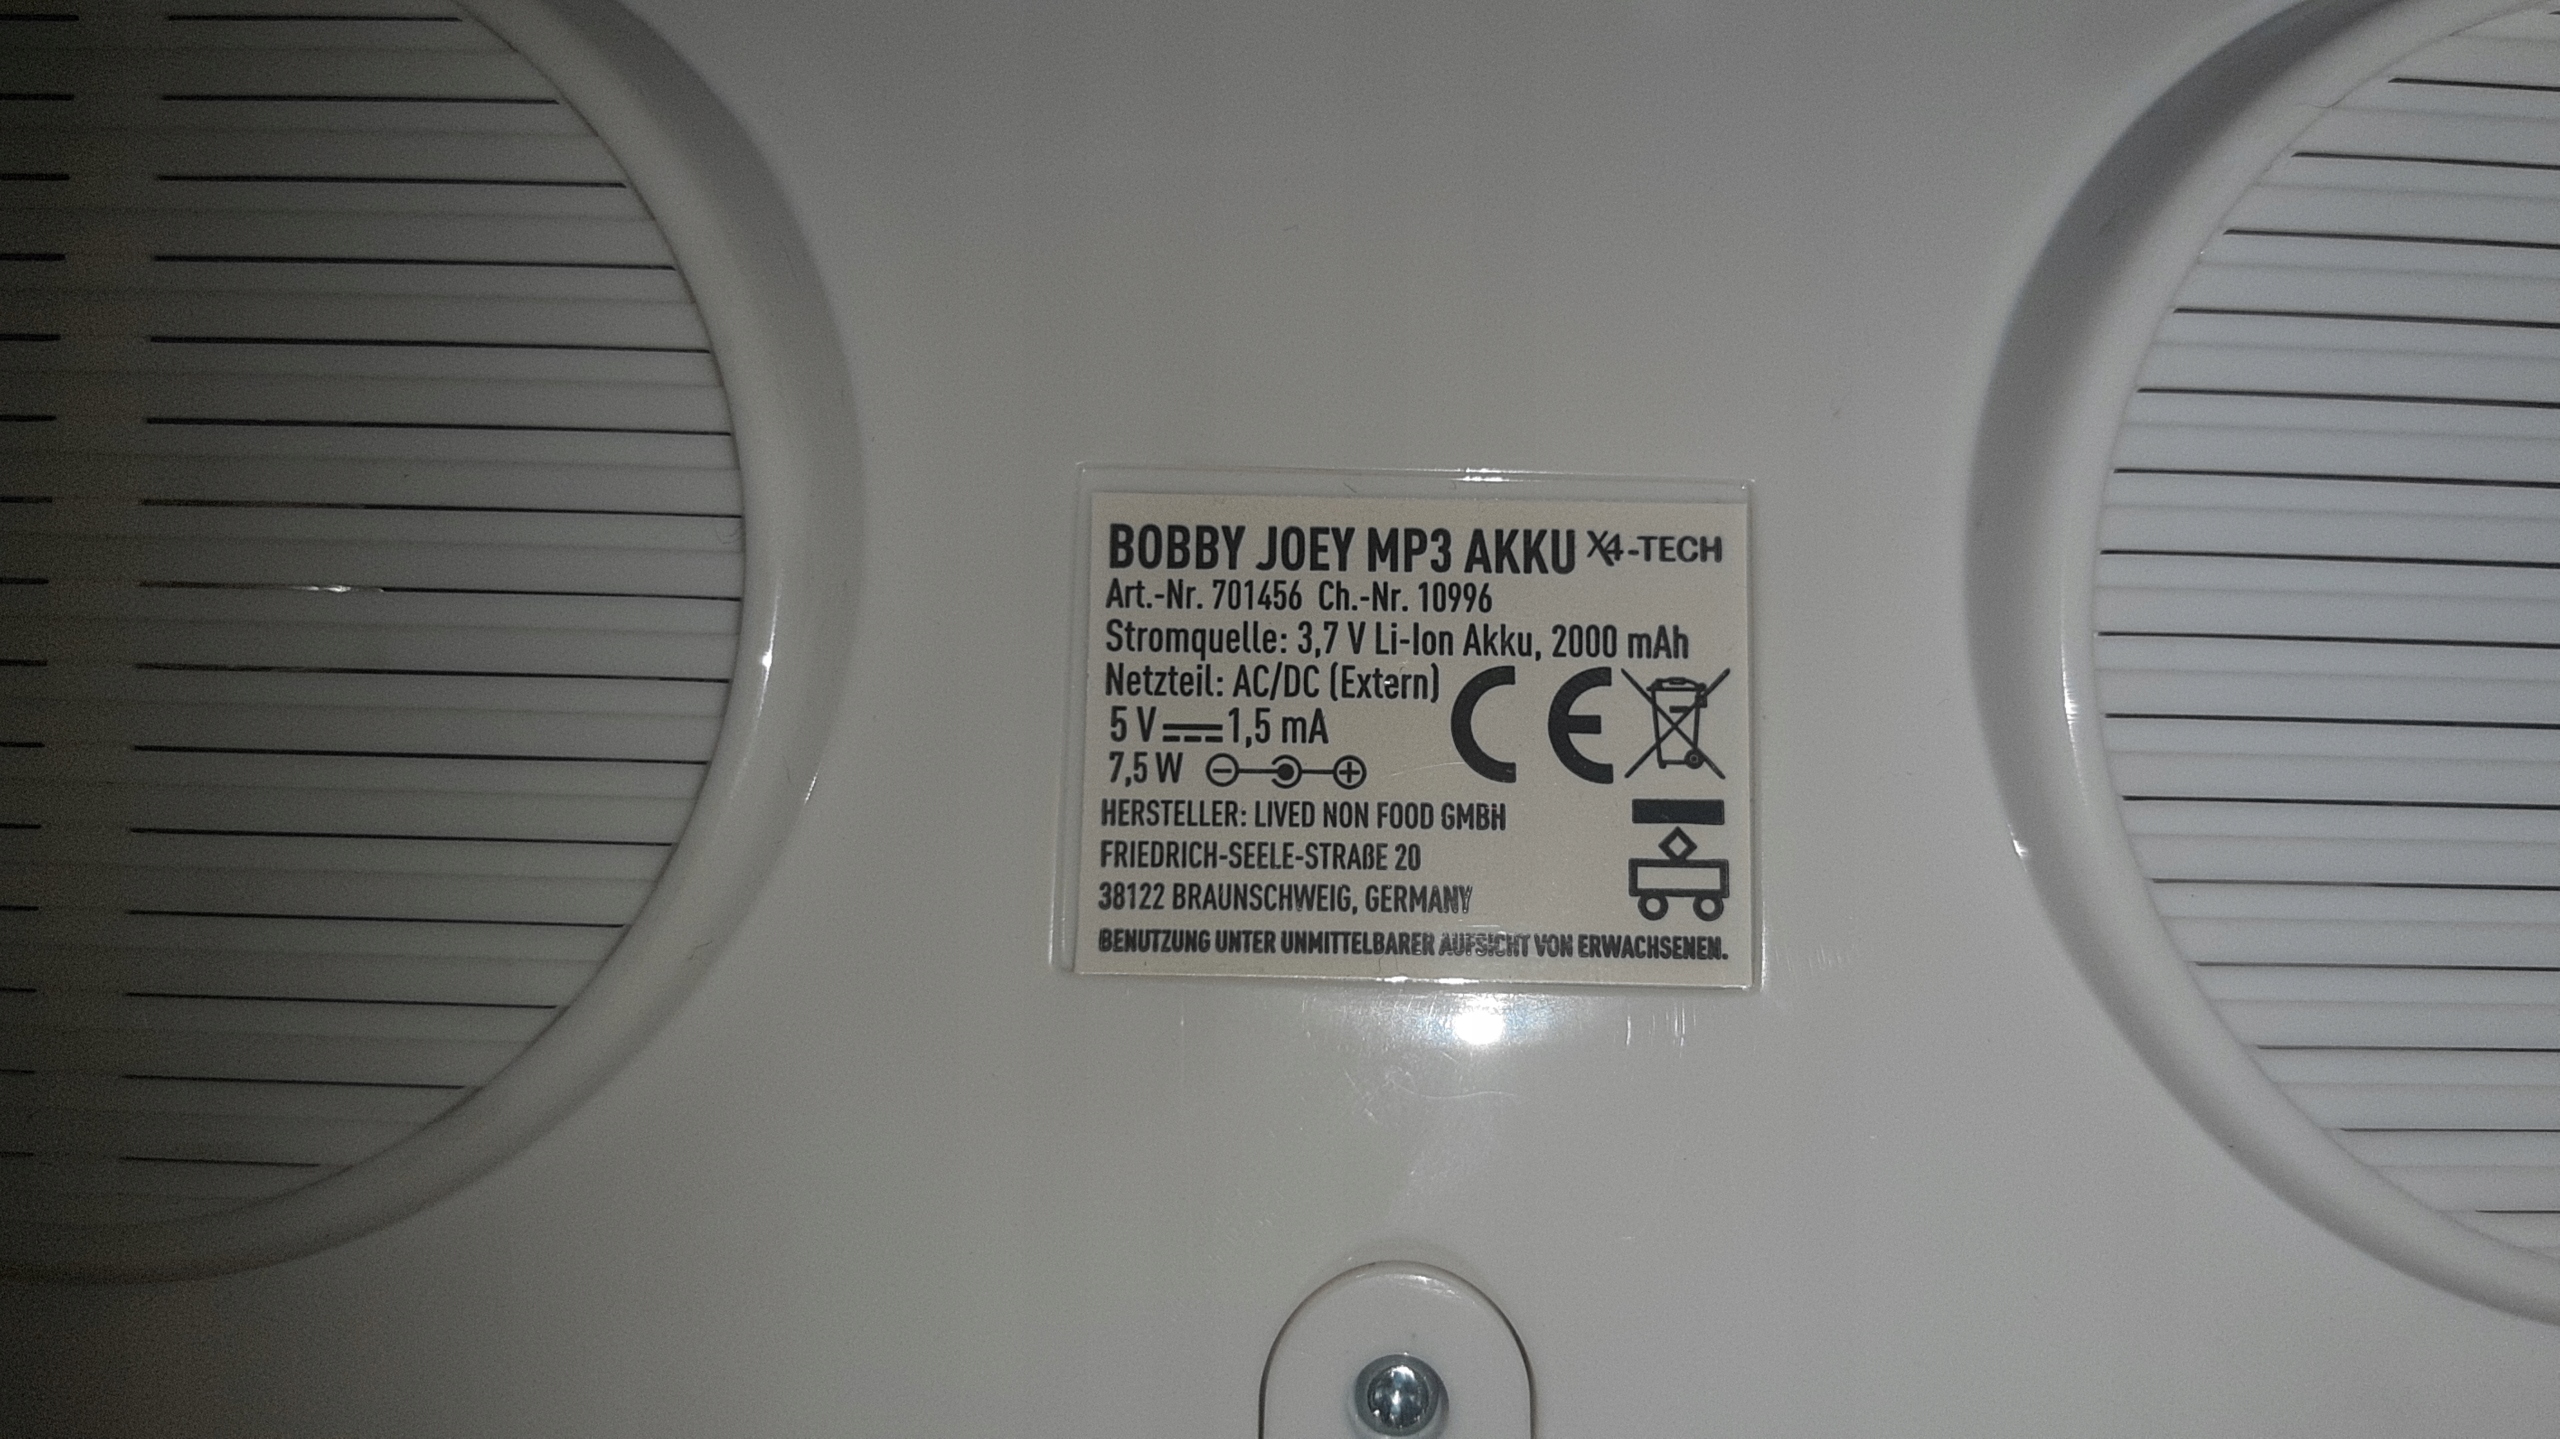 BOBBY JOEY MP3 AKKU X4-TECH
Art.-Nr. 701456 Ch.-Nr. 10996
Stromquelle: 3,7 V Li-Ion Akku, 2000 mAh
Netzteil: AC/DC (Extern)
5 V 1,5 mA
7,5 W
CE
HERSTELLER: LIVED NON FOOD GMBH
FRIEDRICH-SEELE-STRAßE 20
38122 BRAUNSCHWEIG, GERMANY
BENUTZUNG UNTER UNMITTELBARER AUFSICHT VON ERWACHSENEN.